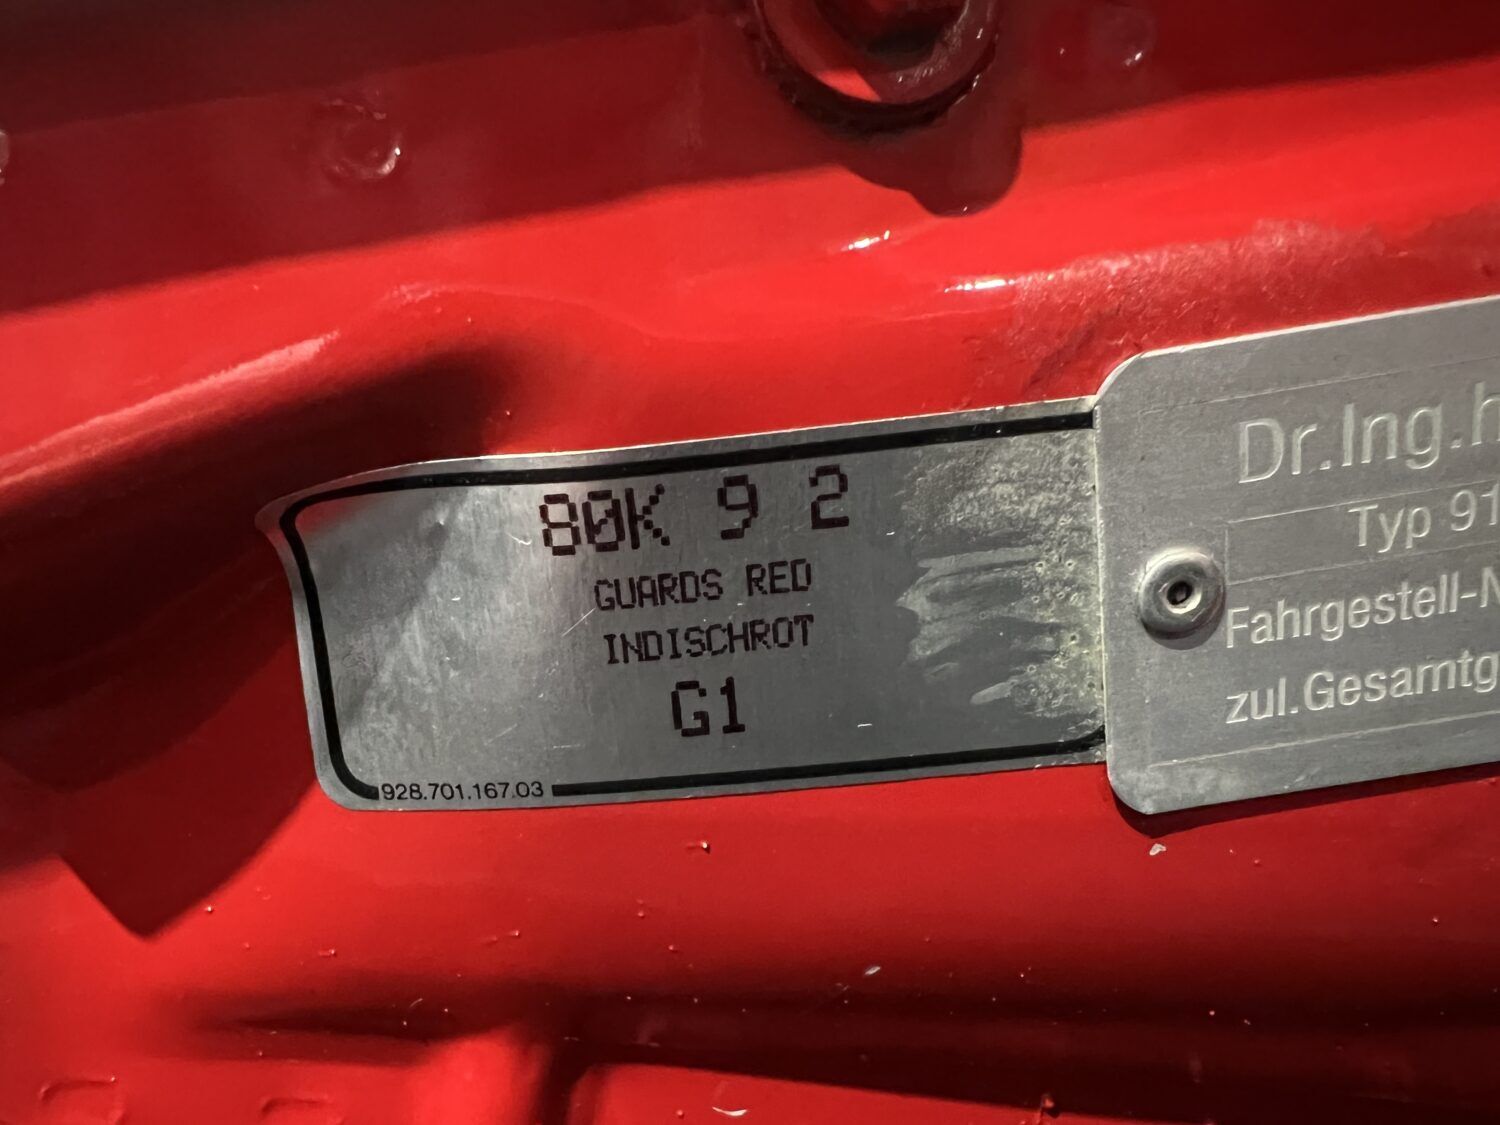 80K 9 2
GUARDS RED
INDISCHROT
G1
928.701.167.03
Dr.Ing.h
Typ 91
Fahrgestell-N
zul.Gesamtg